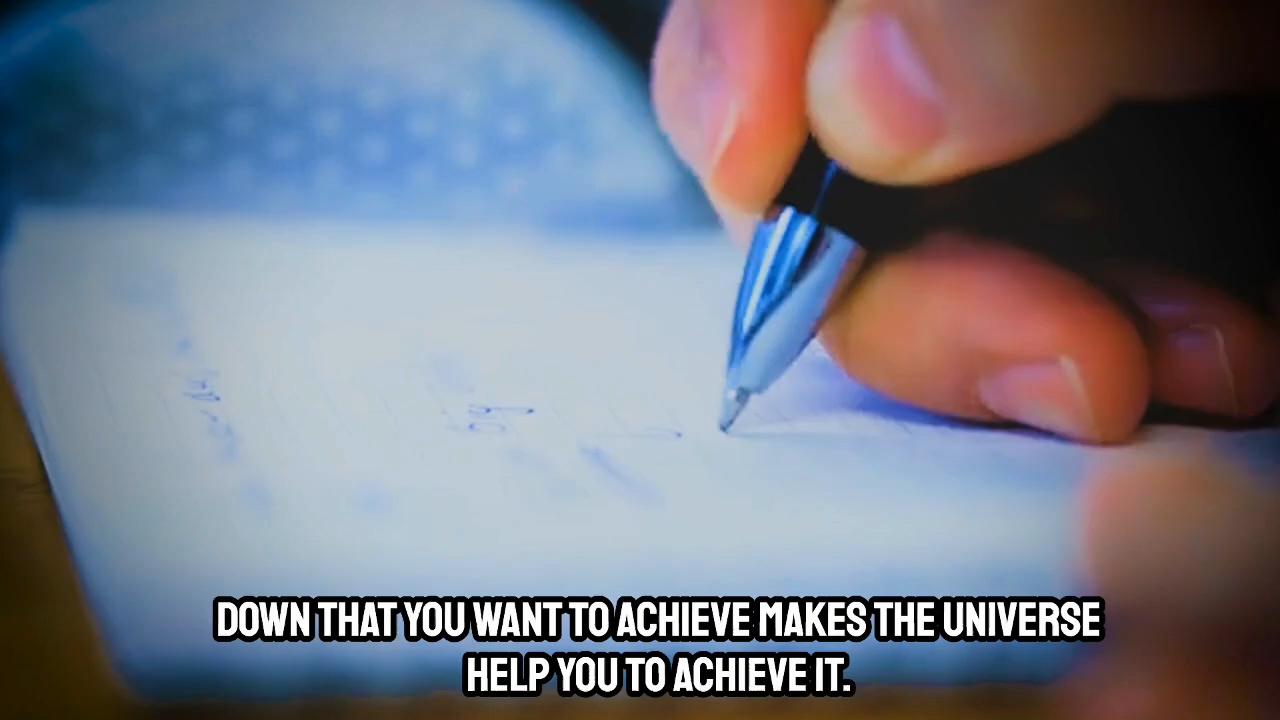 DOWN THAT YOU WANT TO ACHIEVE MAKES THE UNIVERSE
HELP YOU TO ACHIEVE IT.